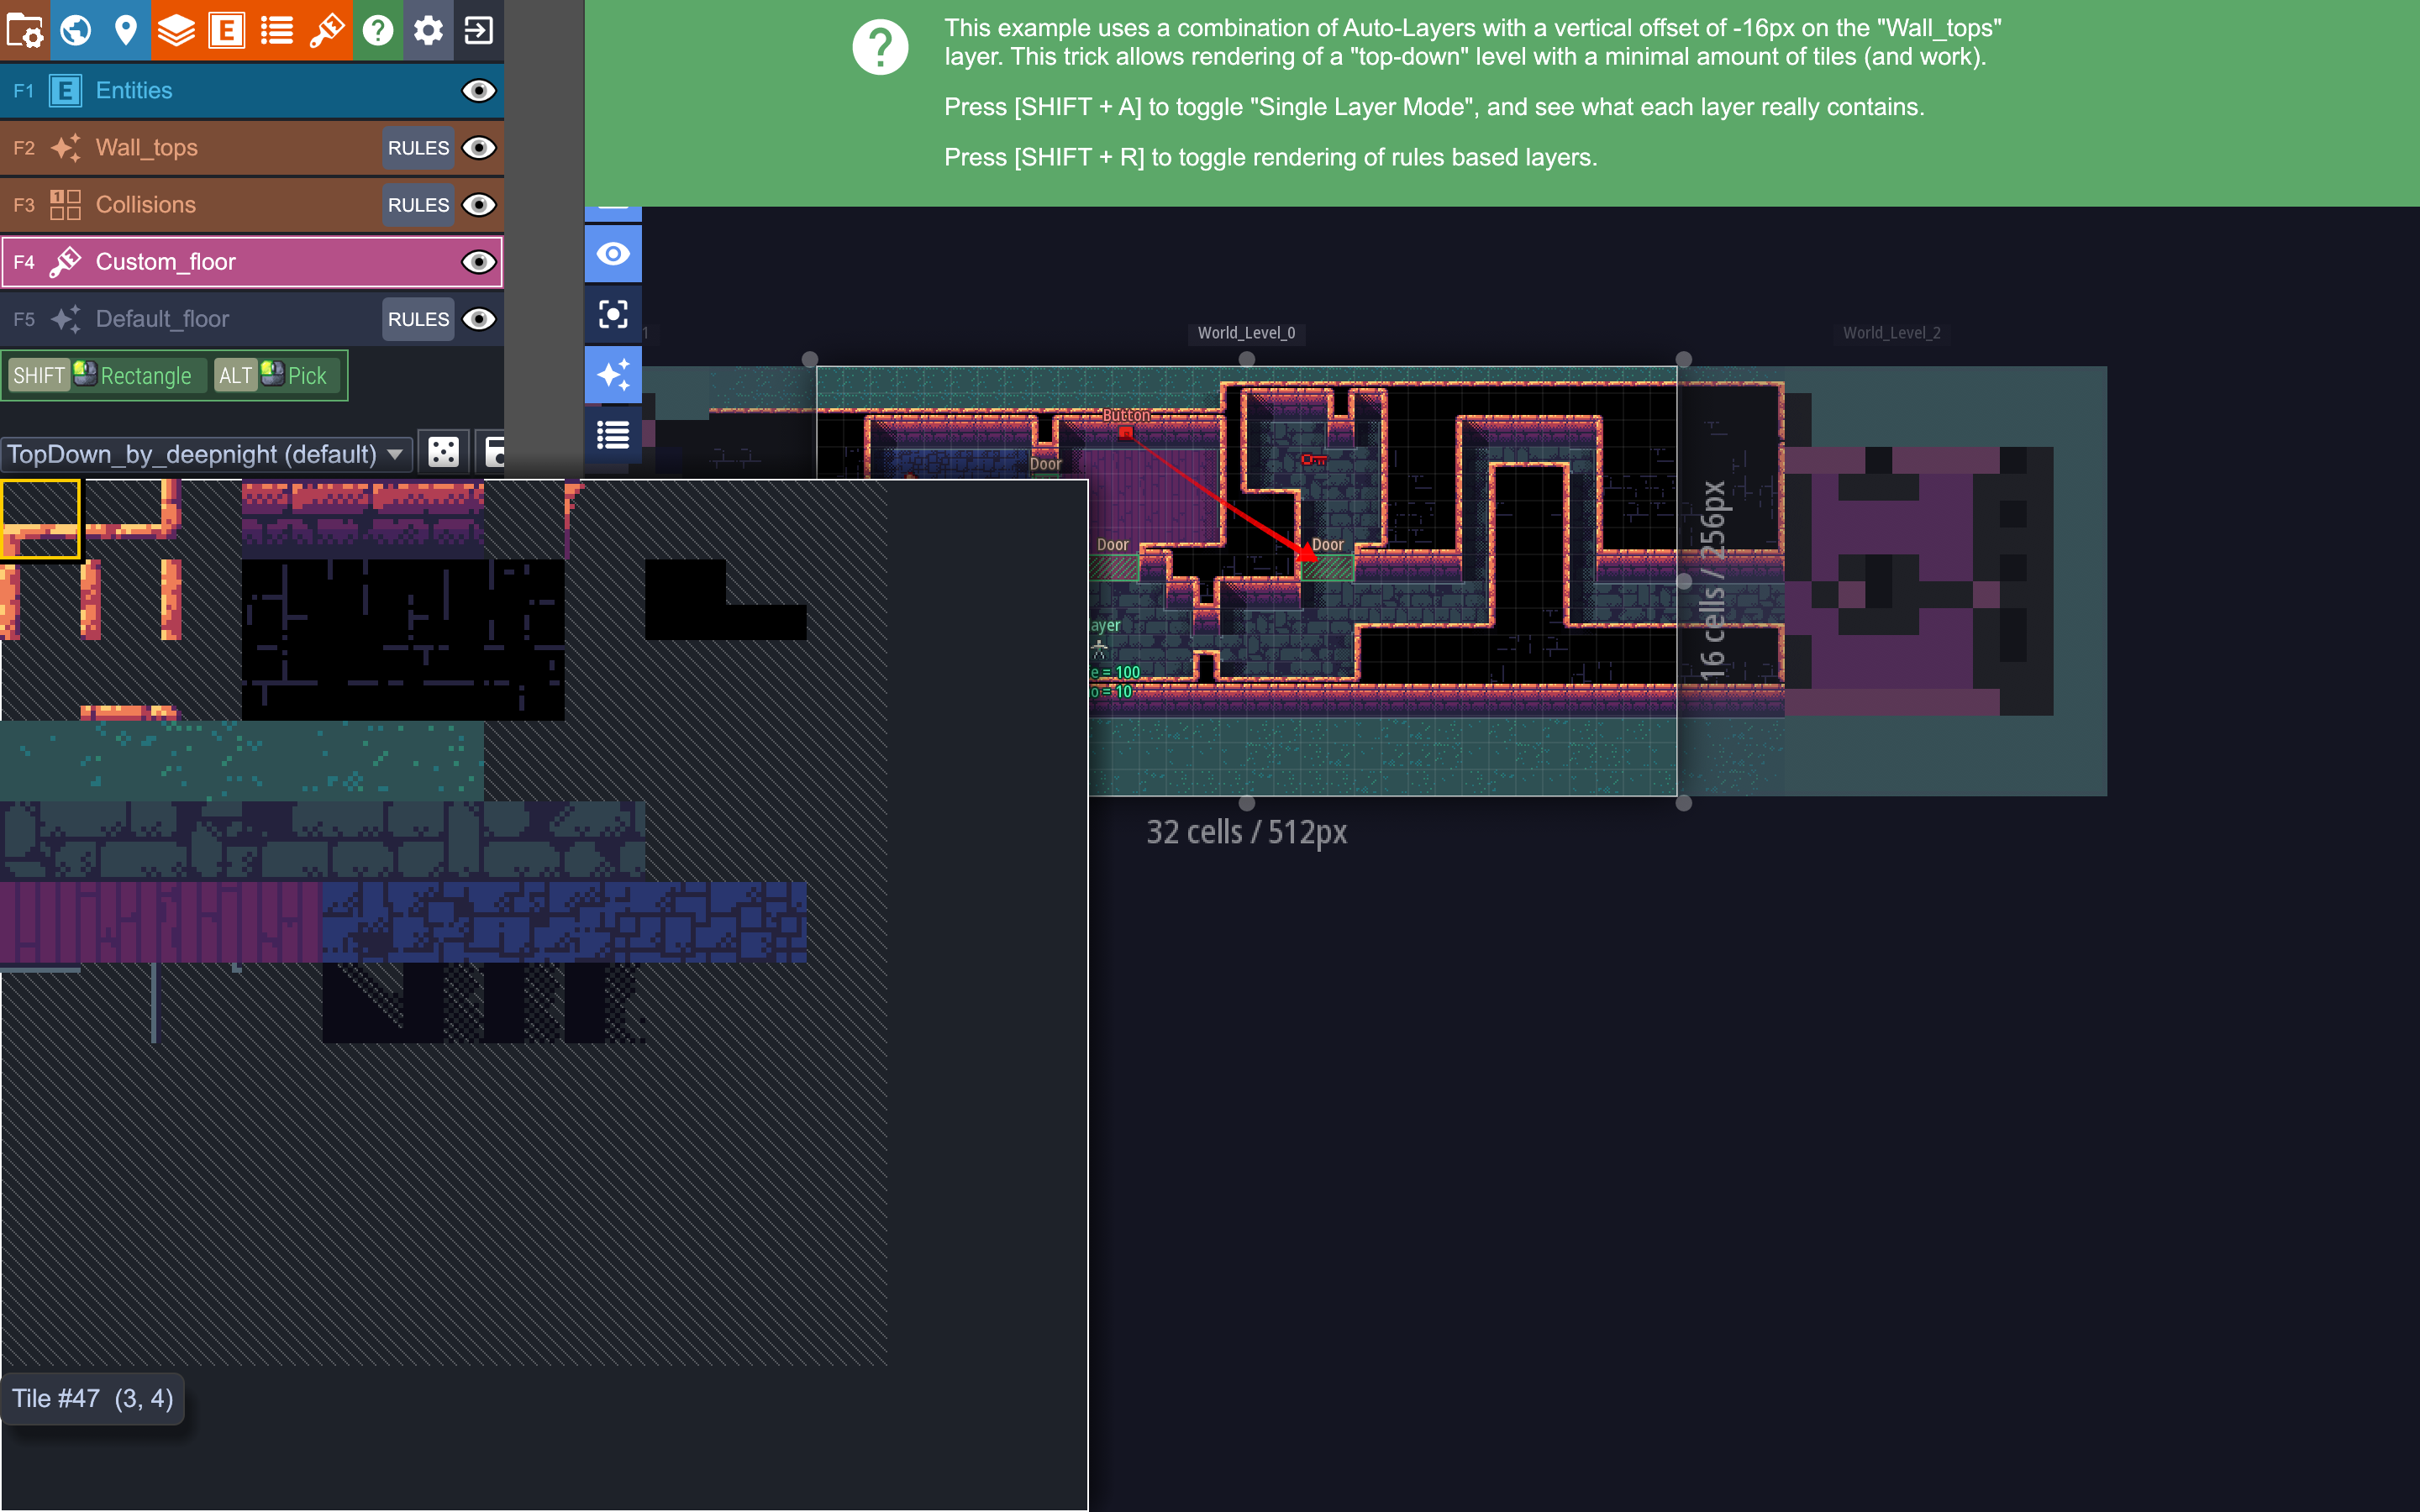 E
F1 E Entities
F2 Wall_tops RULES
F3 1 Collisions RULES
F4 Custom_floor
F5 Default_floor RULES
SHIFT Rectangle ALT Pick
TopDown_by_deepnight (default)
This example uses a combination of Auto-Layers with a vertical offset of -16px on the "Wall_tops"
layer. This trick allows rendering of a "top-down" level with a minimal amount of tiles (and work).
Press [SHIFT + A] to toggle "Single Layer Mode", and see what each layer really contains.
Press [SHIFT + R] to toggle rendering of rules based layers.
1 World_Level_0 World_Level_2
Button
Door
Door Door
ayer
e = 100
o = 10
16 cells / 256px
32 cells / 512px
Tile #47 (3, 4)